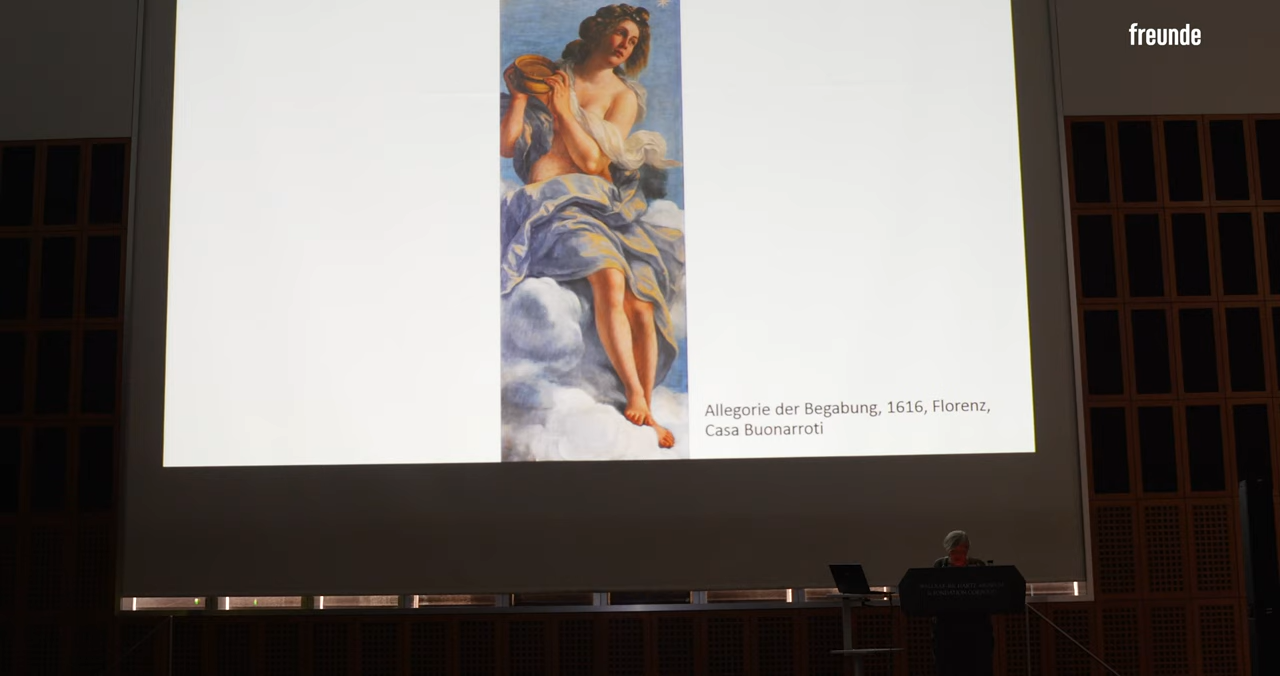 freunde
Allegorie der Begabung, 1616, Florenz,
Casa Buonarroti